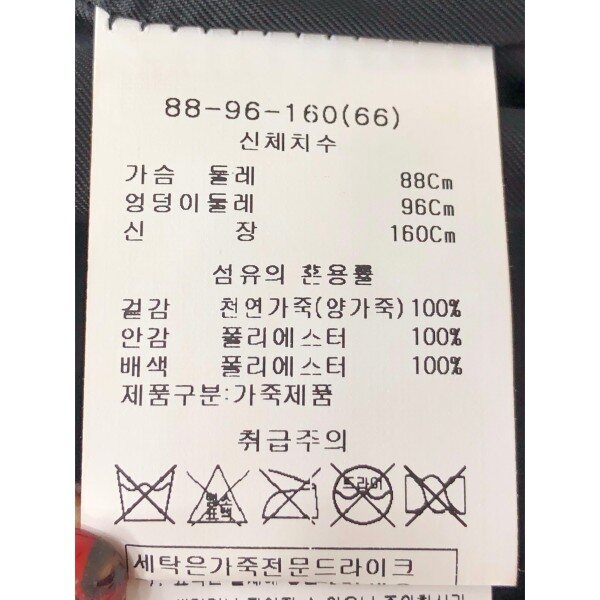 88-96-160(66)
신체치수
가슴 둘레 88Cm
엉덩이둘레 96Cm
신 장 160Cm
섬유의 혼용률
겉감 천연가죽(양가죽) 100%
안감 폴리에스터 100%
배색 폴리에스터 100%
제품구분:가죽제품
취급주의
염소 표백 드라이
세탁은가죽전문드라이크